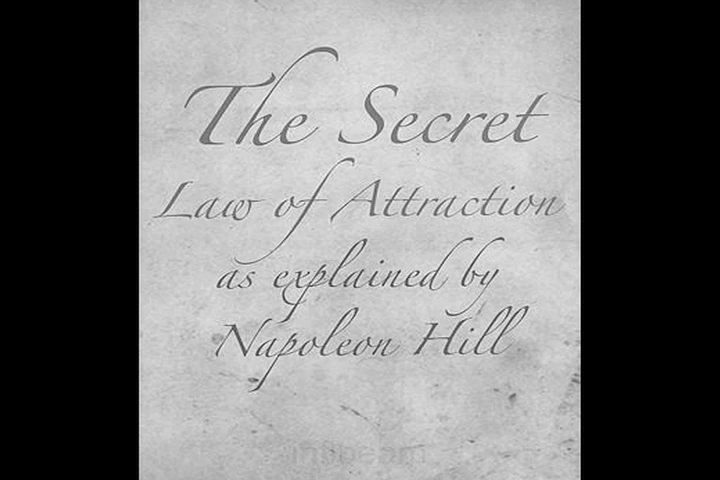 The Secret
Law of Attraction
as explained by
Napoleon Hill